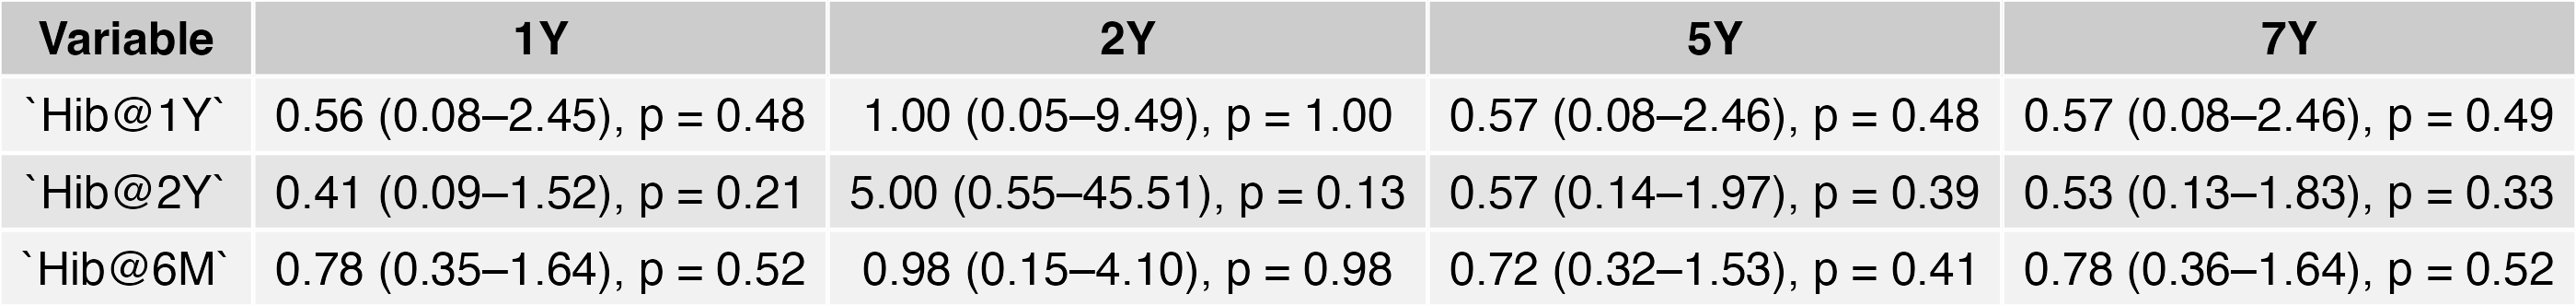 Variable 1Y 2Y 5Y 7Y
`Hib@1Y` 0.56 (0.08–2.45), p = 0.48 1.00 (0.05–9.49), p = 1.00 0.57 (0.08–2.46), p = 0.48 0.57 (0.08–2.46), p = 0.49
`Hib@2Y` 0.41 (0.09–1.52), p = 0.21 5.00 (0.55–45.51), p = 0.13 0.57 (0.14–1.97), p = 0.39 0.53 (0.13–1.83), p = 0.33
`Hib@6M` 0.78 (0.35–1.64), p = 0.52 0.98 (0.15–4.10), p = 0.98 0.72 (0.32–1.53), p = 0.41 0.78 (0.36–1.64), p = 0.52